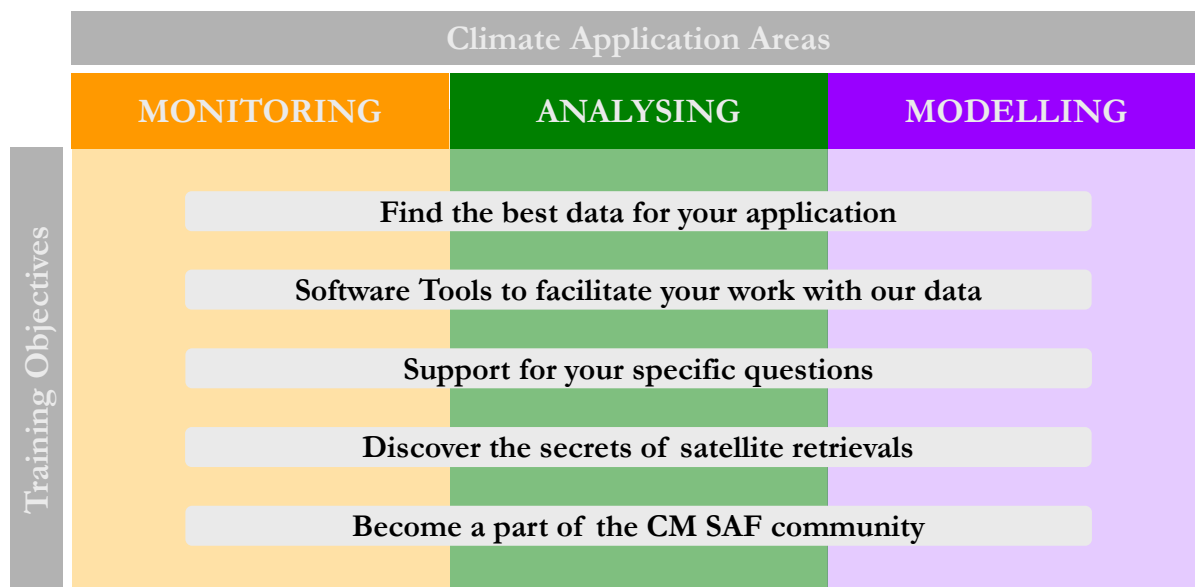 Climate Application Areas
MONITORING
ANALYSING
MODELLING
Training Objectives
Find the best data for your application
Software Tools to facilitate your work with our data
Support for your specific questions
Discover the secrets of satellite retrievals
Become a part of the CM SAF community